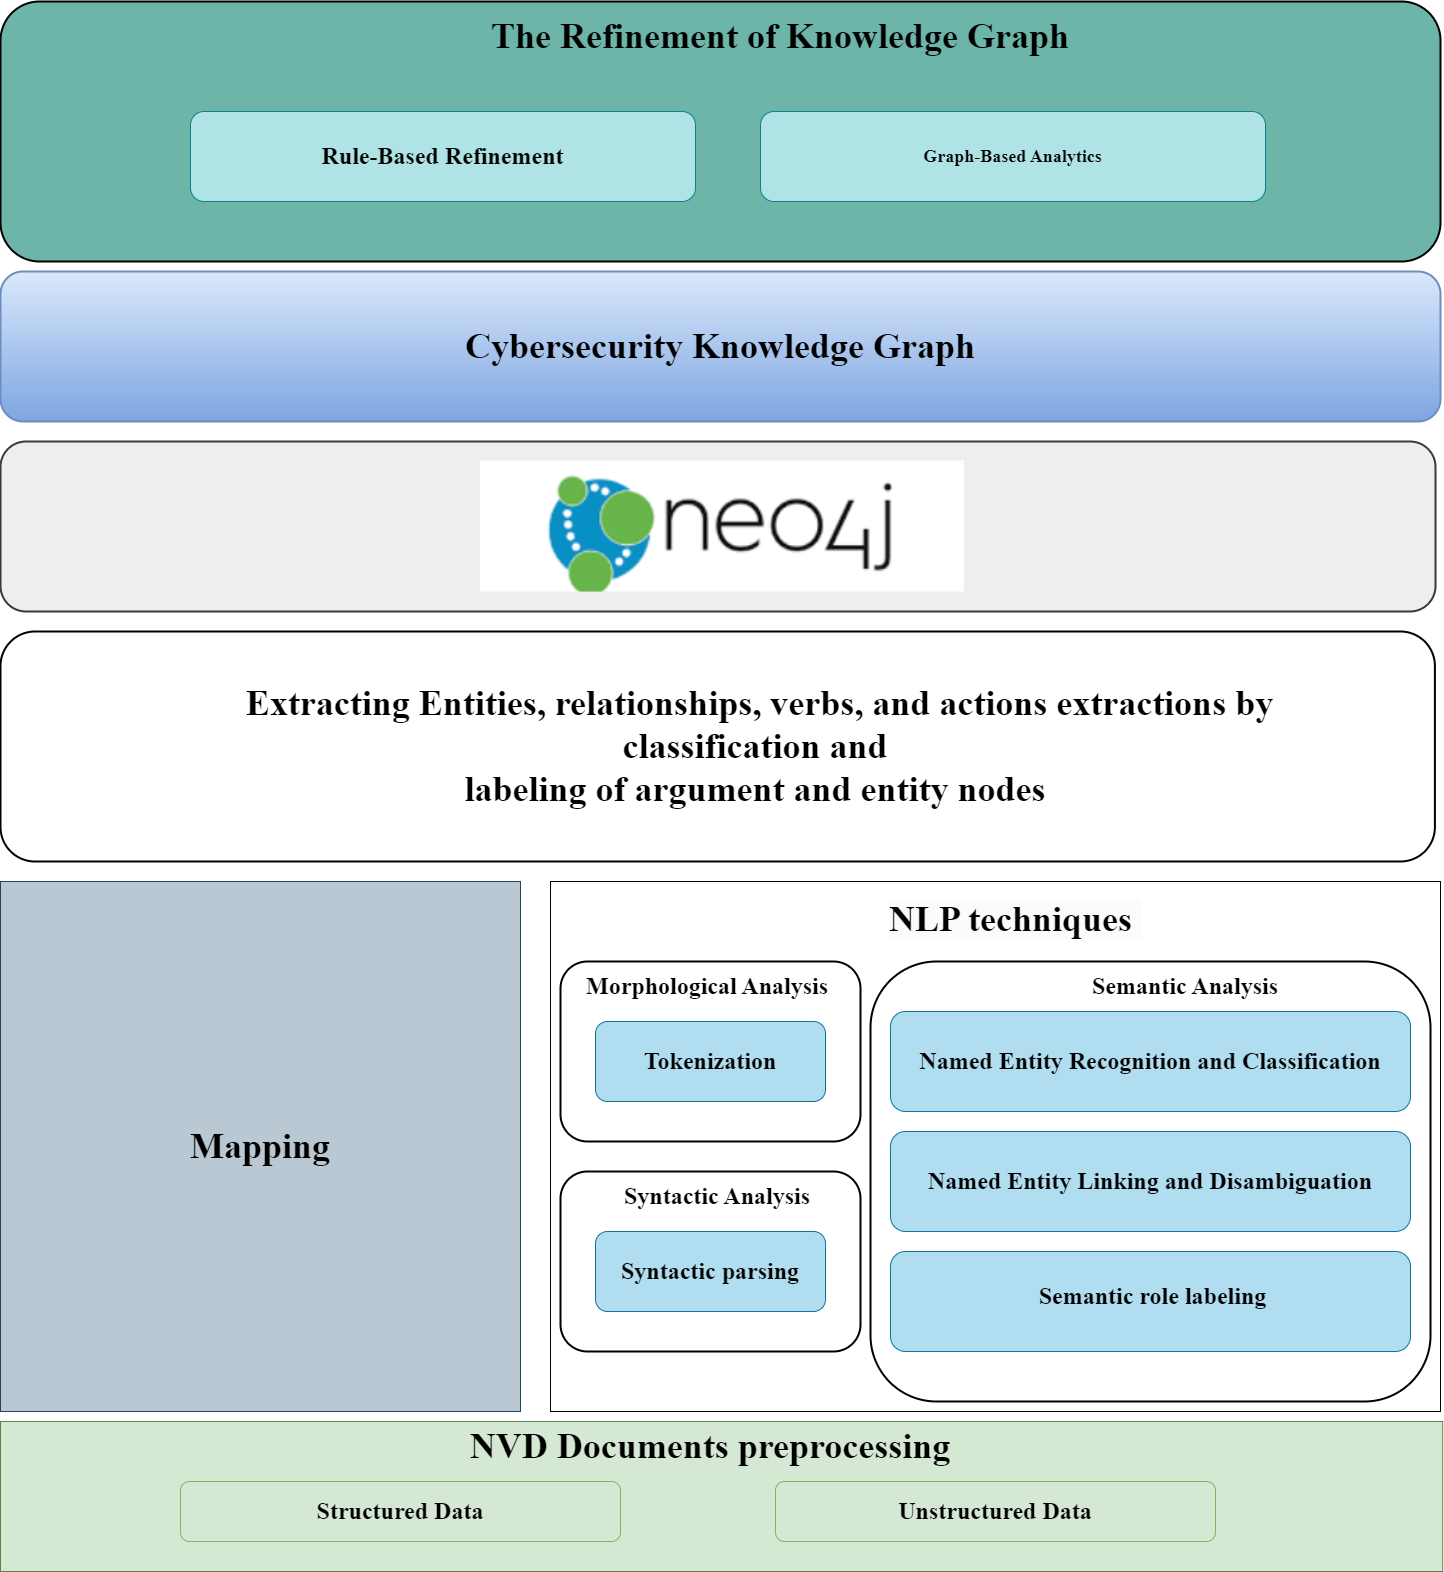 The Refinement of Knowledge Graph
Rule-Based Refinement
Graph-Based Analytics
Cybersecurity Knowledge Graph
neo4j
Extracting Entities, relationships, verbs, and actions extractions by
classification and
labeling of argument and entity nodes
Mapping
NLP techniques
Morphological Analysis
Tokenization
Syntactic Analysis
Syntactic parsing
Semantic Analysis
Named Entity Recognition and Classification
Named Entity Linking and Disambiguation
Semantic role labeling
NVD Documents preprocessing
Structured Data
Unstructured Data